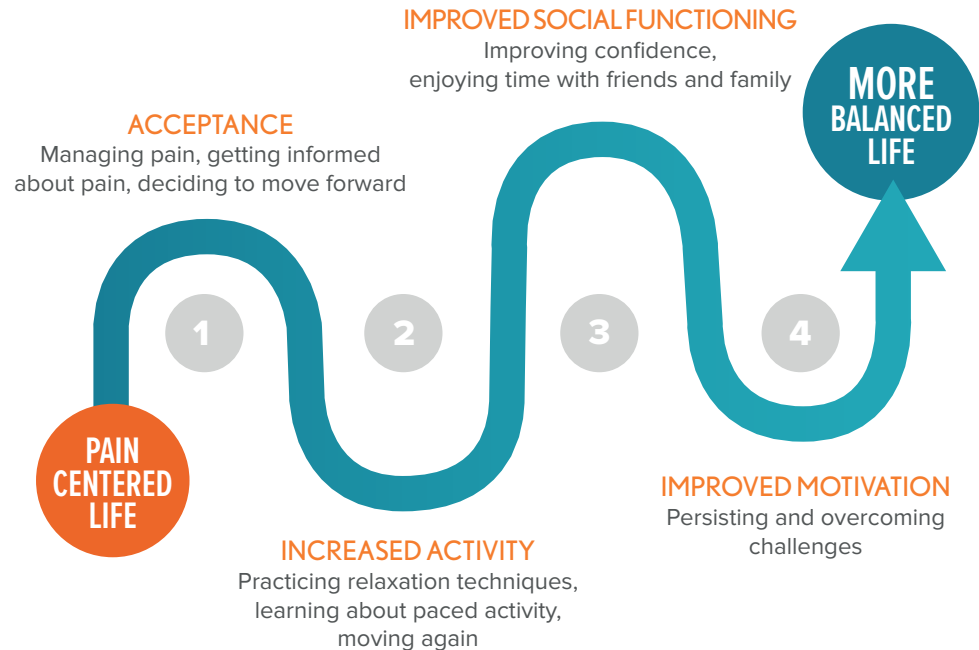 PAIN
CENTERED
LIFE
1
ACCEPTANCE
Managing pain, getting informed
about pain, deciding to move forward
2
INCREASED ACTIVITY
Practicing relaxation techniques,
learning about paced activity,
moving again
3
IMPROVED SOCIAL FUNCTIONING
Improving confidence,
enjoying time with friends and family
4
IMPROVED MOTIVATION
Persisting and overcoming
challenges
MORE
BALANCED
LIFE